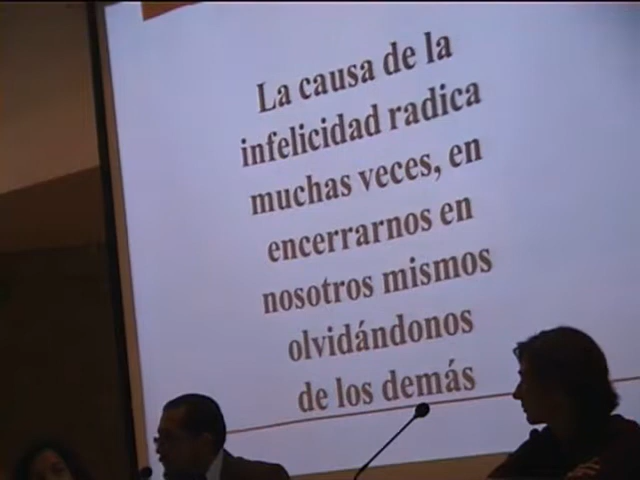 La causa de la
infelicidad radica
muchas veces, en
encerrarnos en
nosotros mismos
olvidándonos
de los demás